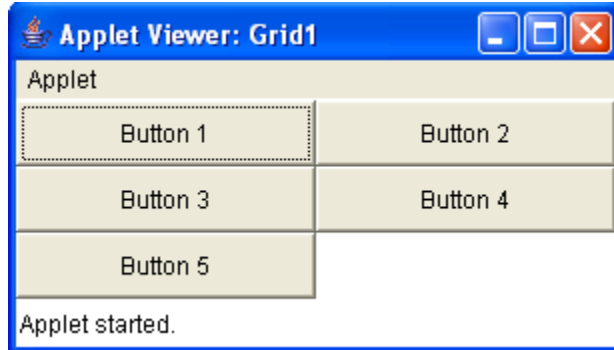 Applet Viewer: Grid1
Applet
Button 1 Button 2
Button 3 Button 4
Button 5
Applet started.